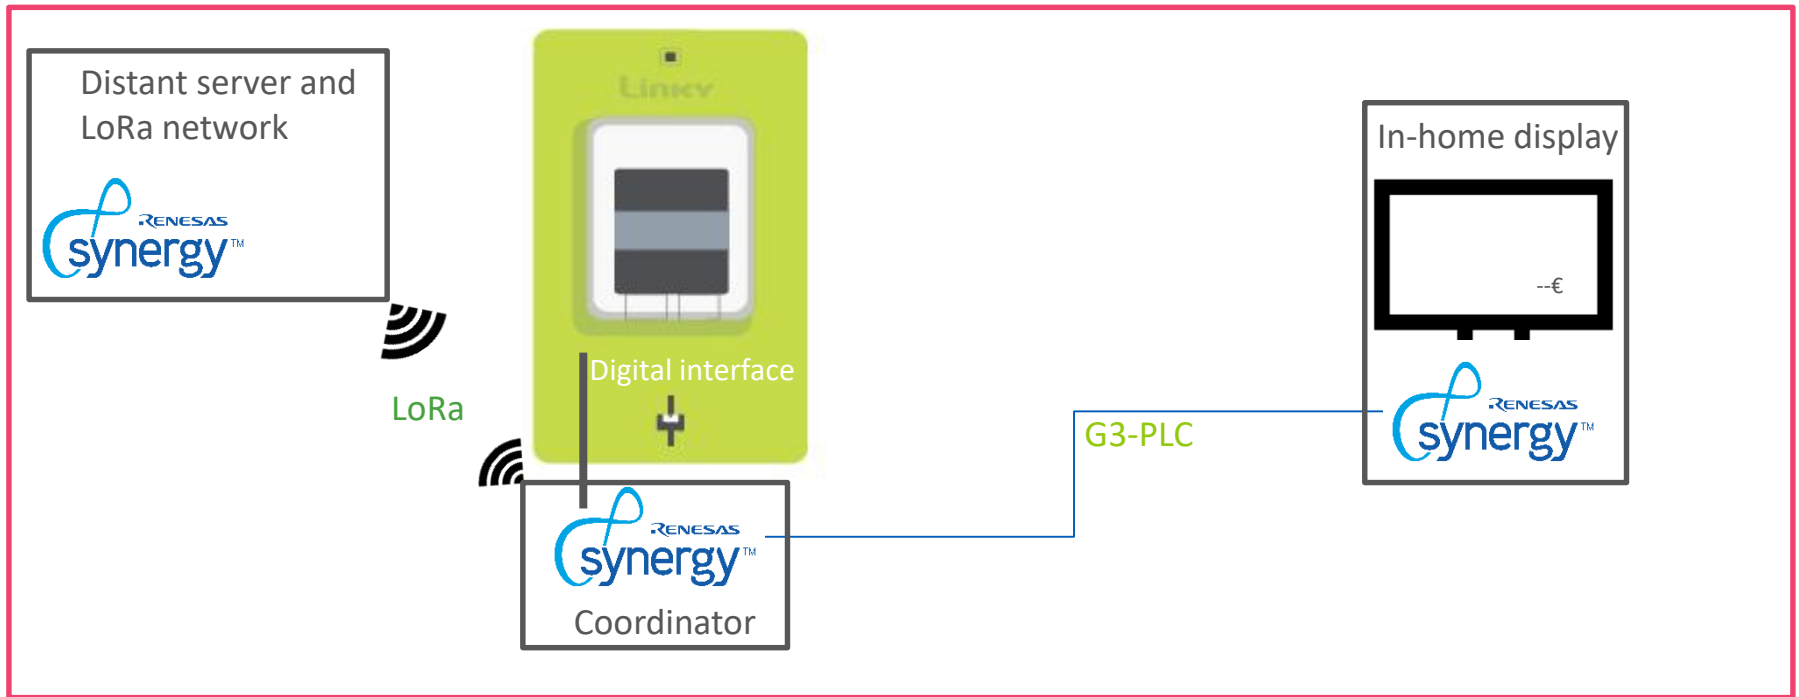 Distant server and
LoRa network
RENESAS
synergy™
LoRa
Linky
Digital interface
RENESAS
synergy™
Coordinator
G3-PLC
In-home display
--€
RENESAS
synergy™